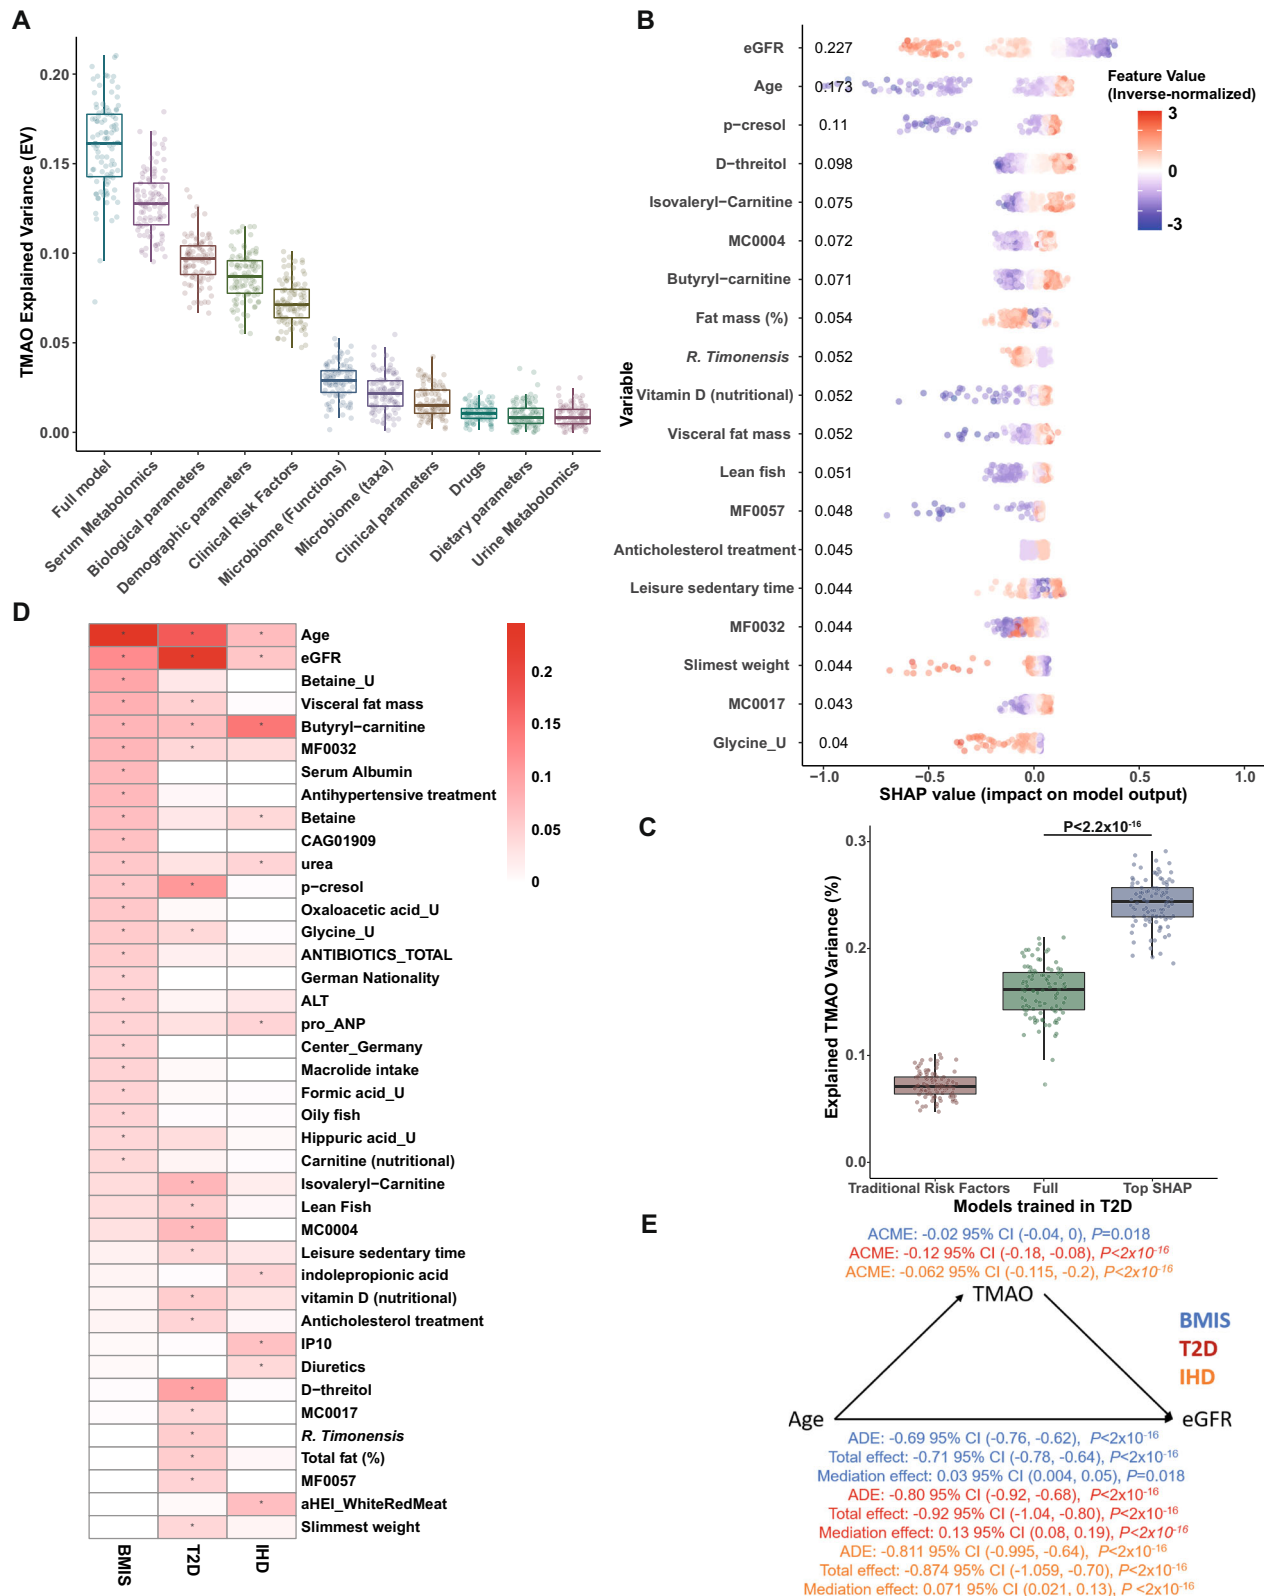 A
TMAO Explained Variance (EV)
0.20
0.15
0.10
0.05
0.00
Full model
Serum Metabolomics
Biological parameters
Demographic parameters
Clinical Risk Factors
Microbiome (Functions)
Microbiome (taxa)
Clinical parameters
Drugs
Dietary parameters
Urine Metabolomics
B
Variable
eGFR 0.227
Age 0.173
p−cresol 0.11
D−threitol 0.098
Isovaleryl−Carnitine 0.075
MC0004 0.072
Butyryl−carnitine 0.071
Fat mass (%) 0.054
R. Timonensis 0.052
Vitamin D (nutritional) 0.052
Visceral fat mass 0.052
Lean fish 0.051
MF0057 0.048
Anticholesterol treatment 0.045
Leisure sedentary time 0.044
MF0032 0.044
Slimest weight 0.044
MC0017 0.043
Glycine_U 0.04
−1.0 −0.5 0.0 0.5 1.0
SHAP value (impact on model output)
Feature Value
(Inverse-normalized)
3
0
-3
C
Explained TMAO Variance (%)
0.3
0.2
0.1
0.0
P<2.2x10-16
Traditional Risk Factors Full Top SHAP
Models trained in T2D
D
Age
eGFR
Betaine_U
Visceral fat mass
Butyryl−carnitine
MF0032
Serum Albumin
Antihypertensive treatment
Betaine
CAG01909
urea
p−cresol
Oxaloacetic acid_U
Glycine_U
ANTIBIOTICS_TOTAL
German Nationality
ALT
pro_ANP
Center_Germany
Macrolide intake
Formic acid_U
Oily fish
Hippuric acid_U
Carnitine (nutritional)
Isovaleryl−Carnitine
Lean Fish
MC0004
Leisure sedentary time
indolepropionic acid
vitamin D (nutritional)
Anticholesterol treatment
IP10
Diuretics
D−threitol
MC0017
R. Timonensis
Total fat (%)
MF0057
aHEI_WhiteRedMeat
Slimmest weight
BMIS T2D IHD
0.2
0.15
0.1
0.05
0
E
ACME: -0.02 95% CI (-0.04, 0), P=0.018
ACME: -0.12 95% CI (-0.18, -0.08), P<2x10-16
ACME: -0.062 95% CI (-0.115, -0.2), P<2x10-16
TMAO
BMIS
T2D
IHD
Age eGFR
ADE: -0.69 95% CI (-0.76, -0.62), P<2x10-16
Total effect: -0.71 95% CI (-0.78, -0.64), P<2x10-16
Mediation effect: 0.03 95% CI (0.004, 0.05), P=0.018
ADE: -0.80 95% CI (-0.92, -0.68), P<2x10-16
Total effect: -0.92 95% CI (-1.04, -0.80), P<2x10-16
Mediation effect: 0.13 95% CI (0.08, 0.19), P<2x10-16
ADE: -0.811 95% CI (-0.995, -0.64), P<2x10-16
Total effect: -0.874 95% CI (-1.059, -0.70), P<2x10-16
Mediation effect: 0.071 95% CI (0.021, 0.13), P <2x10-16